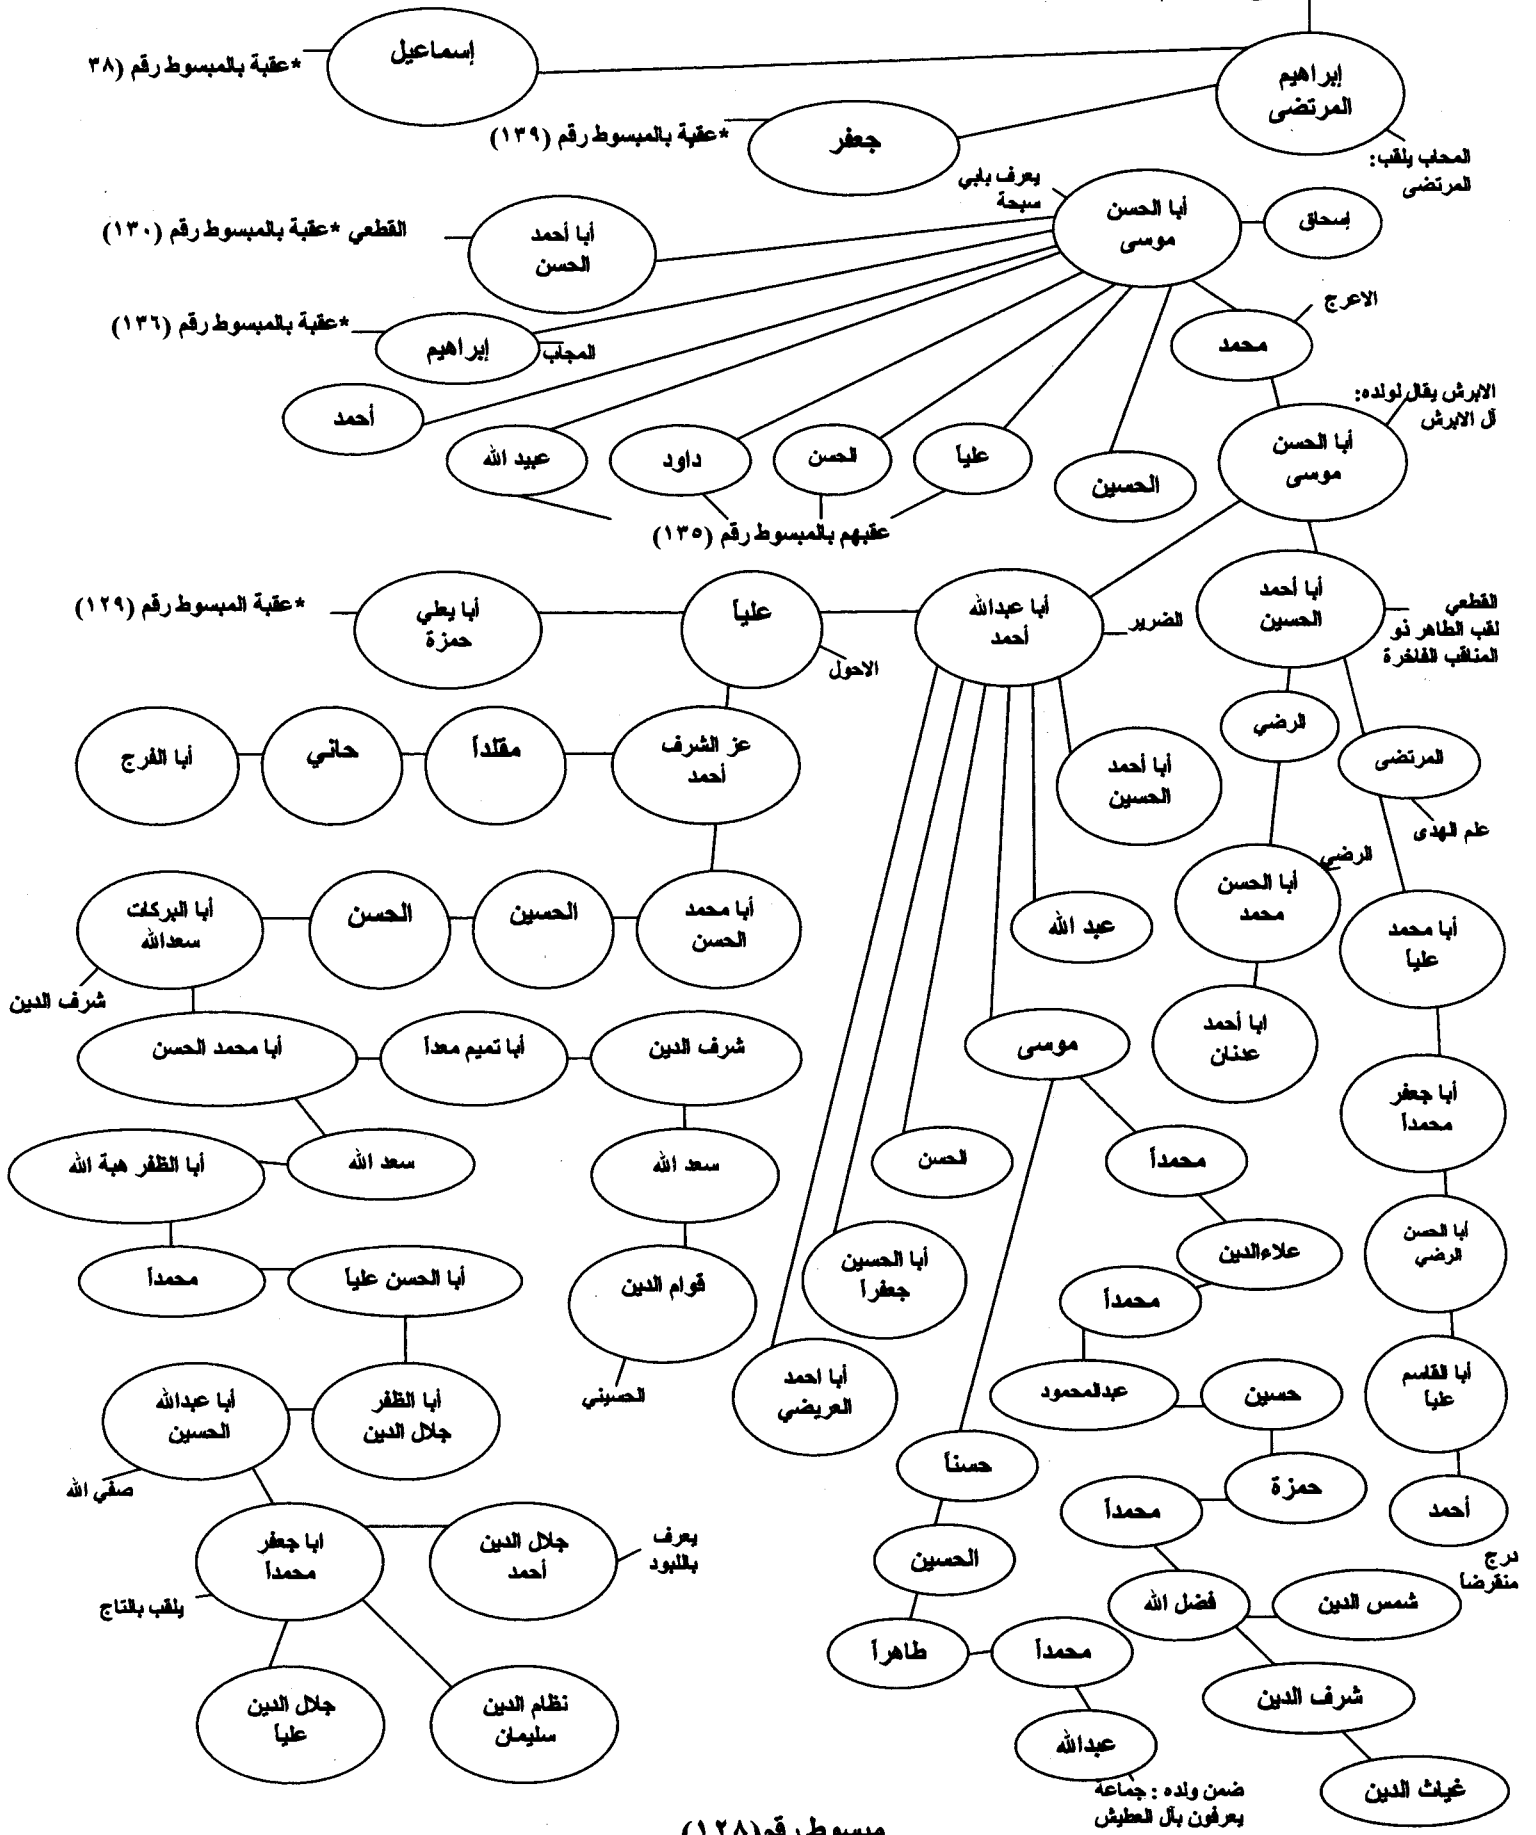 إبراهيم
المرتضى
المحاب يلقب:
المرتضى
إسماعيل
*عقبة بالمبسوط رقم (٣٨
جعفر
*عقبة بالمبسوط رقم (١٣٩)
يعرف بابي
سبحة
أبا الحسن
موسى
إسحاق
أبا أحمد
الحسن
القطعي *عقبة بالمبسوط رقم (١٣٠)
إبراهيم
المجاب
*عقبة بالمبسوط رقم (١٣٦)
الاعرج
محمد
أحمد
عبيد الله
داود
الحسن
علياً
الحسين
عقبهم بالمبسوط رقم (١٣٥)
أبا الحسن
موسى
الابرش يقال لولده:
آل الابرش
أبا أحمد
الحسين
القطعي
لقب الطاهر ذو
المناقب الفاخرة
أبا عبدالله
أحمد
الضرير
علياً
الاحول
أبا يعلي
حمزة
*عقبة المبسوط رقم (١٢٩)
الرضي
المرتضى
علم الهدى
أبا أحمد
الحسين
عز الشرف
أحمد
مقلداً
حاني
أبا الفرج
الرضي
أبا الحسن
محمد
أبا محمد
علياً
عبد الله
أبا محمد
الحسن
الحسين
الحسن
أبا البركات
سعدالله
شرف الدين
ابا أحمد
عدنان
موسى
شرف الدين
أبا تميم معداً
أبا محمد الحسن
أبا جعفر
محمداً
محمداً
الحسن
سعد الله
سعد الله
أبا الظفر هبة الله
أبا الحسن
الرضي
علاءالدين
محمداً
أبا الحسين
جعفراً
قوام الدين
الحسيني
أبا الحسن علياً
محمداً
أبا القاسم
علياً
حسين
عبدالمحمود
أبا احمد
العريضي
أبا الظفر
جلال الدين
أبا عبدالله
الحسين
صفي الله
أحمد
درج
منقرضاً
حمزة
محمداً
حسناً
جلال الدين
أحمد
يعرف
باللبود
ابا جعفر
محمداً
يلقب بالتاج
الحسين
شمس الدين
فضل الله
محمداً
طاهراً
شرف الدين
نظام الدين
سليمان
جلال الدين
علياً
عبدالله
غياث الدين
ضمن ولده : جماعة
يعرفون بآل العطيش
مبسوط رقم(١٢٨)